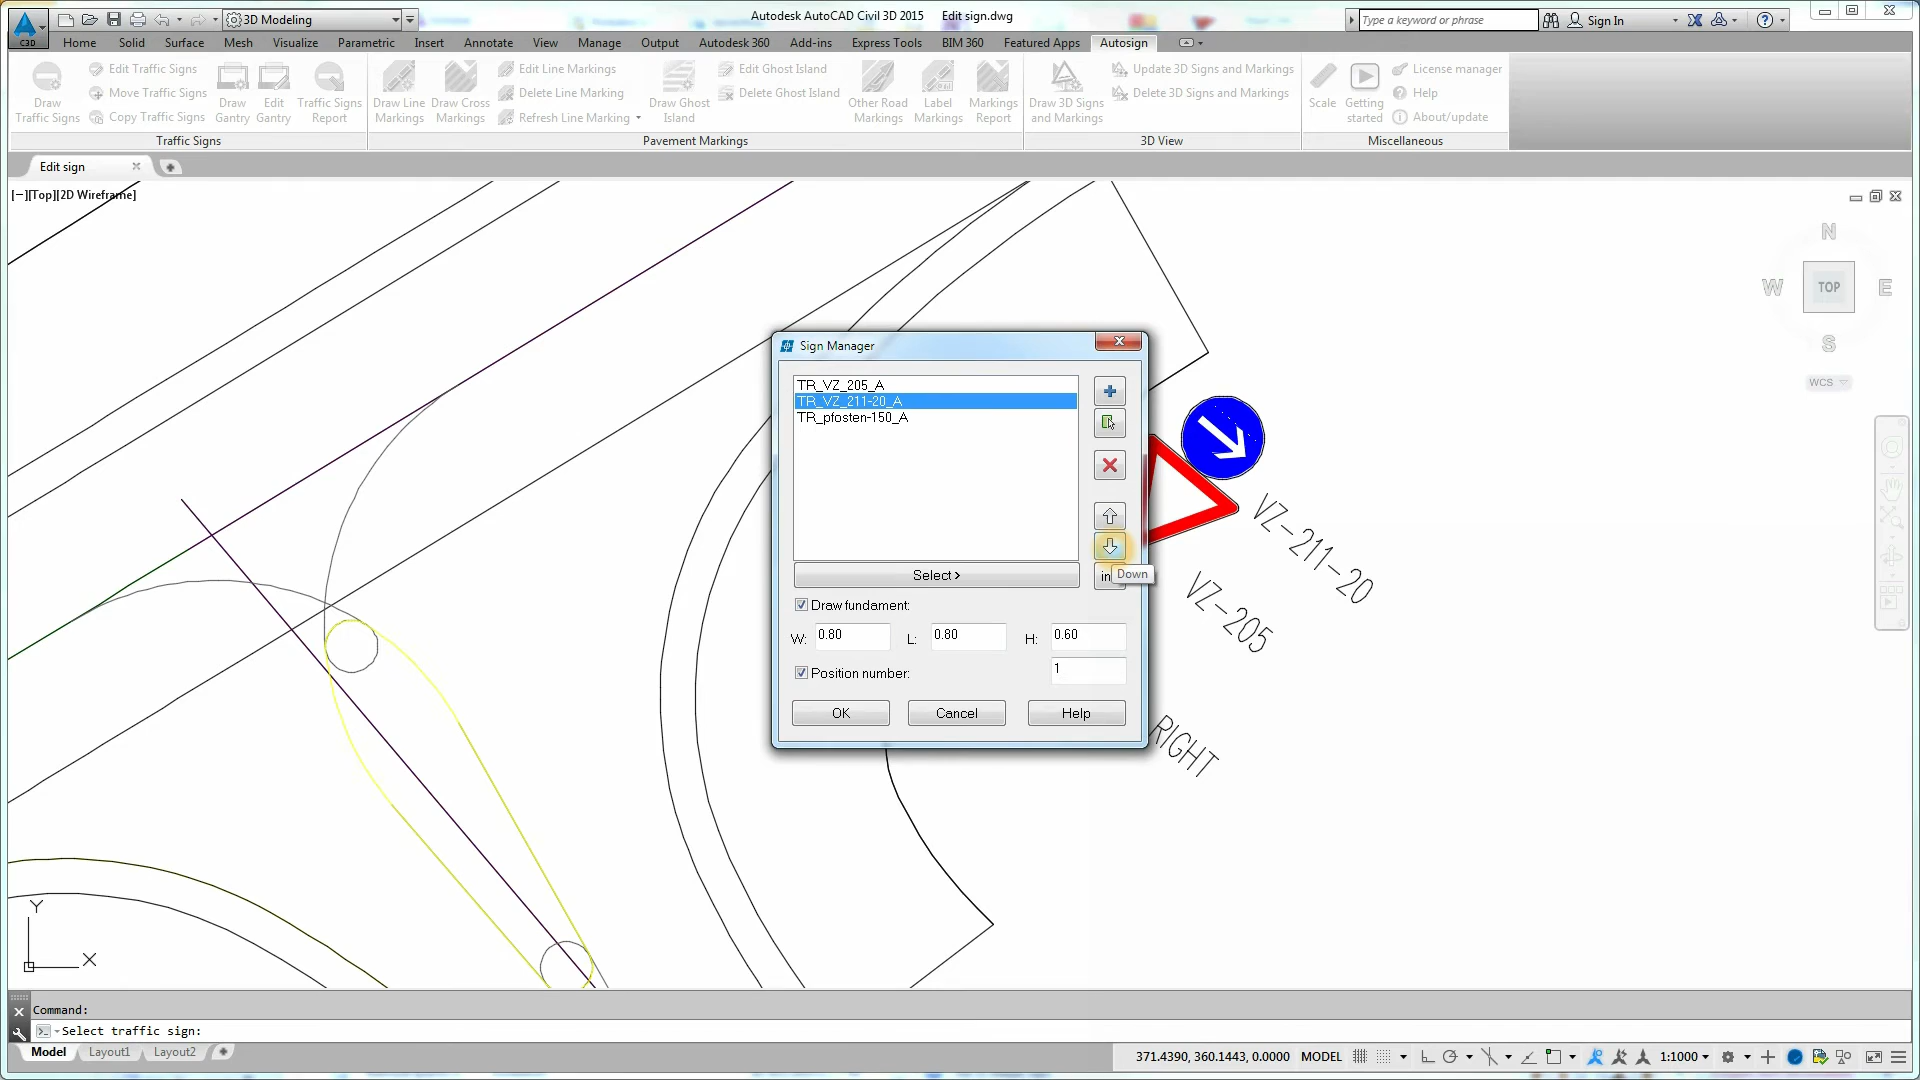 C3D
3D Modeling
Autodesk AutoCAD Civil 3D 2015 Edit sign.dwg
Type a keyword or phrase
Sign In
Home Solid Surface Mesh Visualize Parametric Insert Annotate View Manage Output Autodesk 360 Add-ins Express Tools BIM 360 Featured Apps Autosign
Draw Traffic Signs
Edit Traffic Signs
Move Traffic Signs
Copy Traffic Signs
Draw Gantry
Edit Gantry
Traffic Signs Report
Draw Line Markings
Draw Cross Markings
Edit Line Markings
Delete Line Marking
Refresh Line Marking
Draw Ghost Island
Edit Ghost Island
Delete Ghost Island
Other Road Markings
Label Markings
Markings Report
Draw 3D Signs and Markings
Update 3D Signs and Markings
Delete 3D Signs and Markings
Scale
Getting started
License manager
Help
About/update
Traffic Signs
Pavement Markings
3D View
Miscellaneous
Edit sign
[−][Top][2D Wireframe]
N
W TOP E
S
WCS
Sign Manager
TR_VZ_205_A
TR_VZ_211-20_A
TR_pfosten-150_A
Select >
Down
Draw fundament:
W: 0.80 L: 0.80 H: 0.60
Position number: 1
OK Cancel Help
VZ-211-20
VZ-205
RIGHT
Y
X
Command:
Select traffic sign:
Model Layout1 Layout2
371.4390, 360.1443, 0.0000 MODEL 1:1000